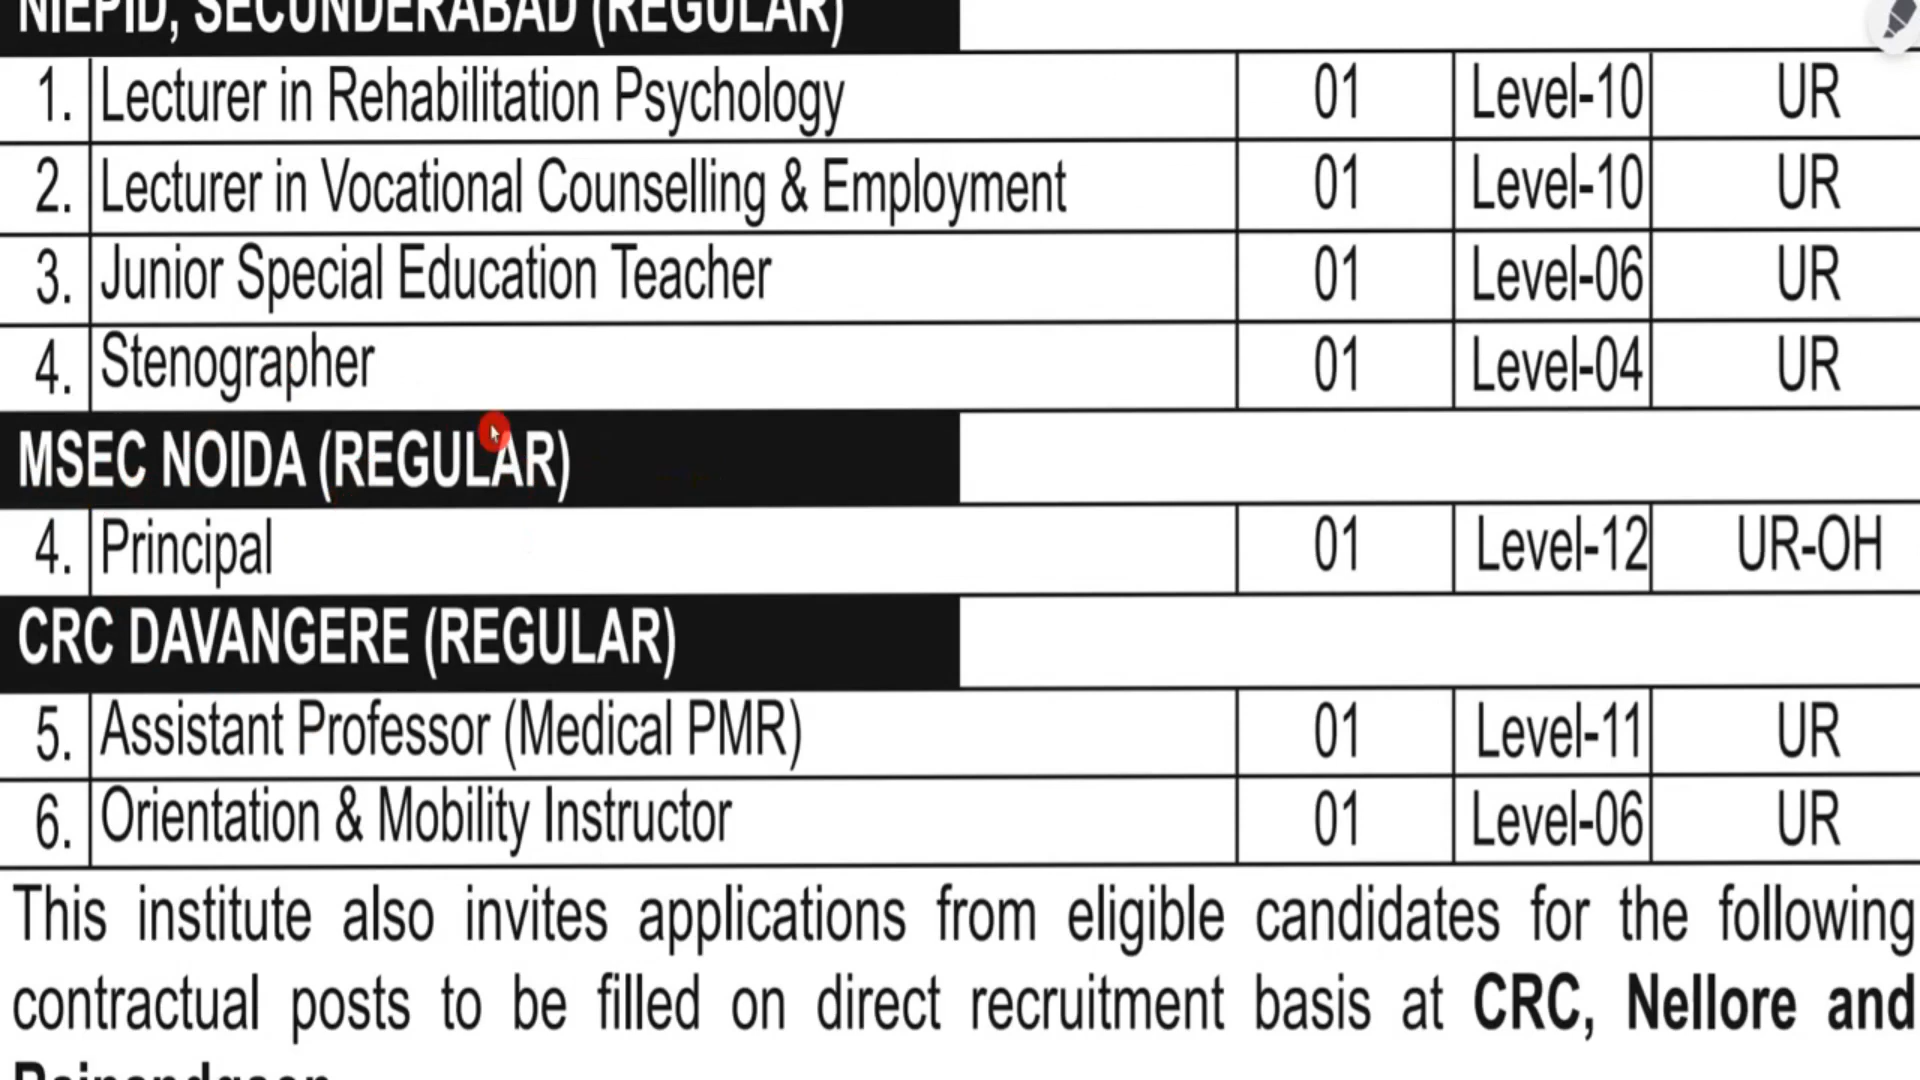 NIEPID, SECUNDERABAD (REGULAR)
1. Lecturer in Rehabilitation Psychology 01 Level-10 UR
2. Lecturer in Vocational Counselling & Employment 01 Level-10 UR
3. Junior Special Education Teacher 01 Level-06 UR
4. Stenographer 01 Level-04 UR
MSEC NOIDA (REGULAR)
4. Principal 01 Level-12 UR-OH
CRC DAVANGERE (REGULAR)
5. Assistant Professor (Medical PMR) 01 Level-11 UR
6. Orientation & Mobility Instructor 01 Level-06 UR
This institute also invites applications from eligible candidates for the following
contractual posts to be filled on direct recruitment basis at CRC, Nellore and